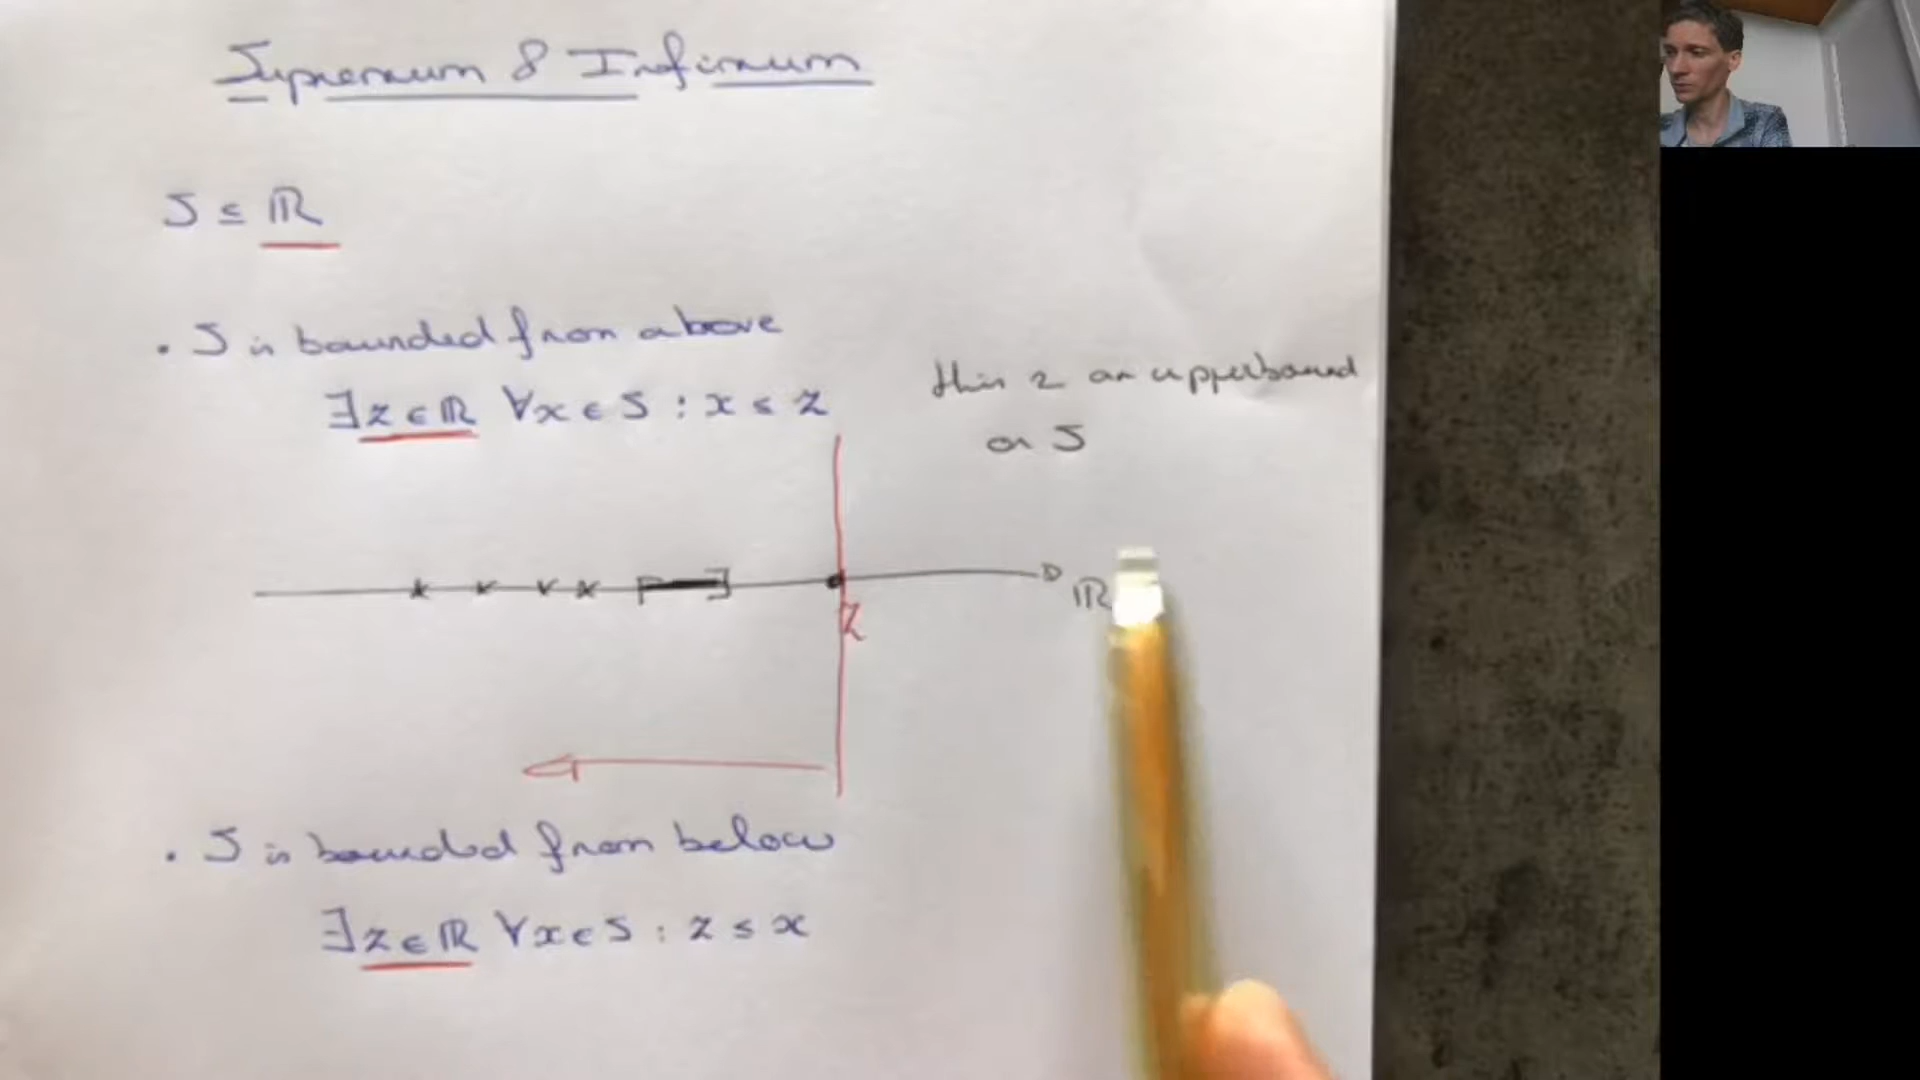 Supremum & Infimum
S ⊆ ℝ
• S is bounded from above
∃z ∈ ℝ ∀x ∈ S : x ≤ z
this z an upperbound
on S
ℝ
z
• S is bounded from below
∃z ∈ ℝ ∀x ∈ S : z ≤ x